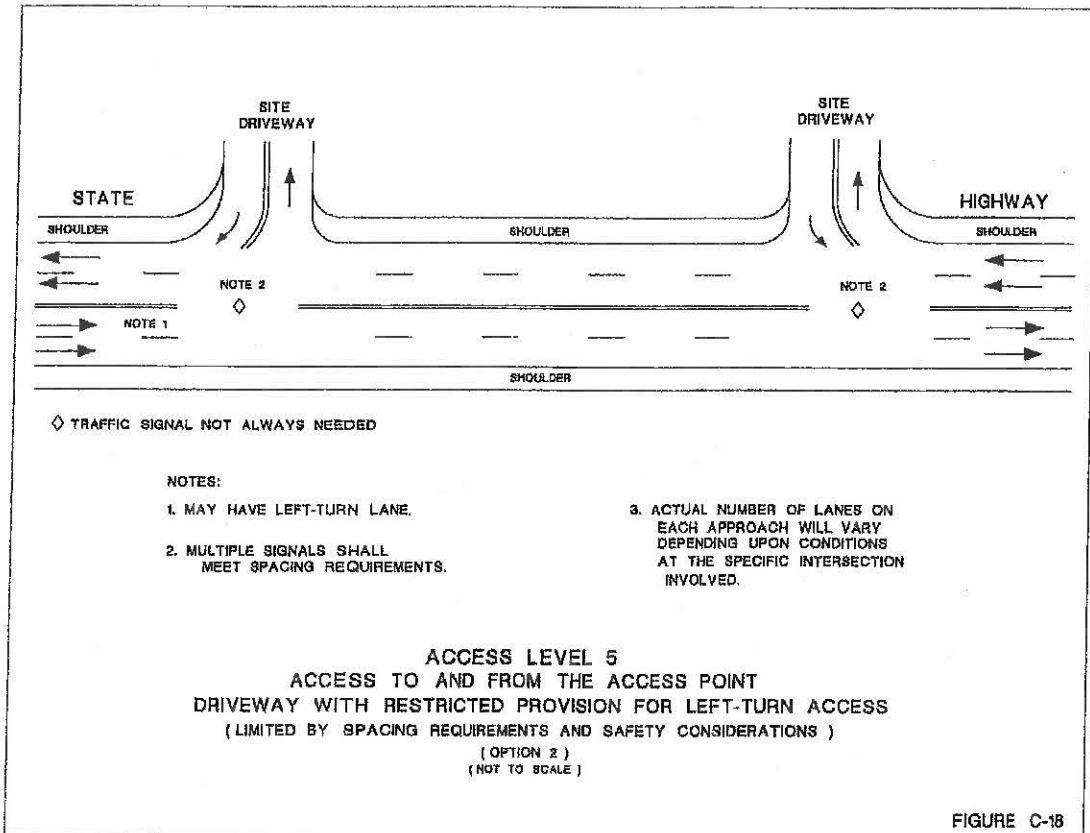 SITE
DRIVEWAY
SITE
DRIVEWAY
STATE
HIGHWAY
SHOULDER
SHOULDER
SHOULDER
NOTE 2
NOTE 2
NOTE 1
SHOULDER
◇ TRAFFIC SIGNAL NOT ALWAYS NEEDED
NOTES:
1. MAY HAVE LEFT-TURN LANE.
2. MULTIPLE SIGNALS SHALL
MEET SPACING REQUIREMENTS.
3. ACTUAL NUMBER OF LANES ON
EACH APPROACH WILL VARY
DEPENDING UPON CONDITIONS
AT THE SPECIFIC INTERSECTION
INVOLVED.
ACCESS LEVEL 5
ACCESS TO AND FROM THE ACCESS POINT
DRIVEWAY WITH RESTRICTED PROVISION FOR LEFT-TURN ACCESS
( LIMITED BY SPACING REQUIREMENTS AND SAFETY CONSIDERATIONS )
( OPTION 2 )
( NOT TO SCALE )
FIGURE C-18